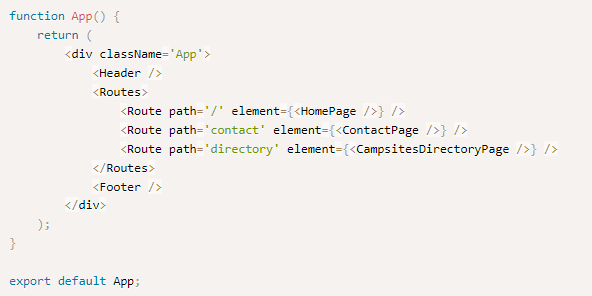 function App() {
    return (
        <div className='App'>
            <Header />
            <Routes>
                <Route path='/' element={<HomePage />} />
                <Route path='contact' element={<ContactPage />} />
                <Route path='directory' element={<CampsitesDirectoryPage />} />
            </Routes>
            <Footer />
        </div>
    );
}

export default App;